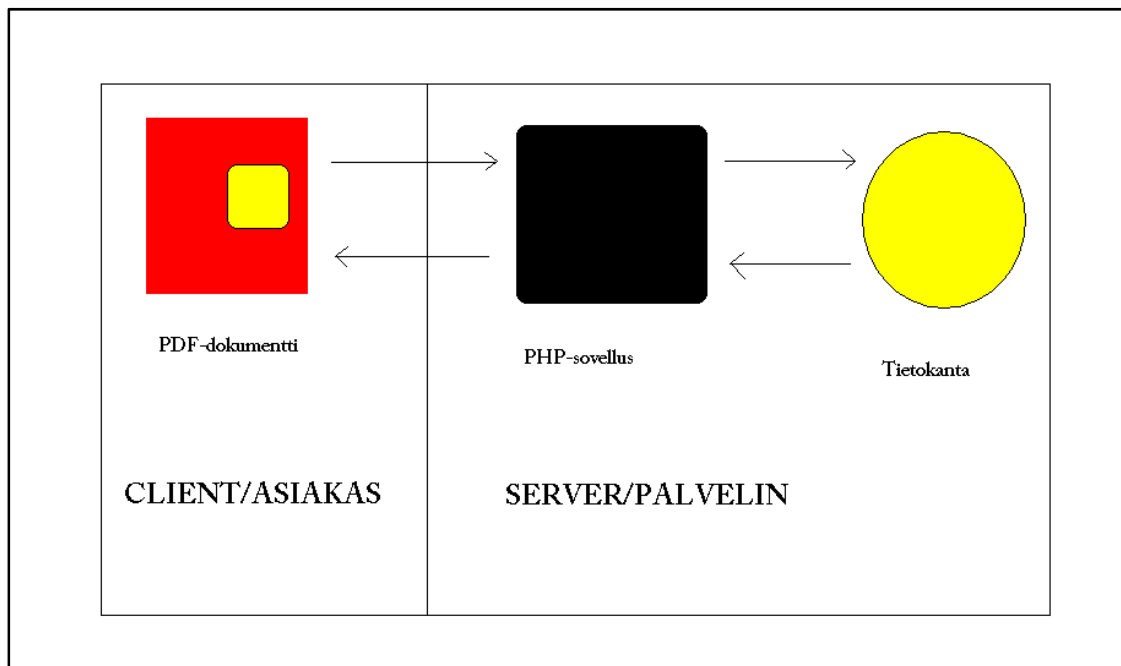 PDF-dokumentti
PHP-sovellus
Tietokanta
CLIENT/ASIAKAS
SERVER/PALVELIN